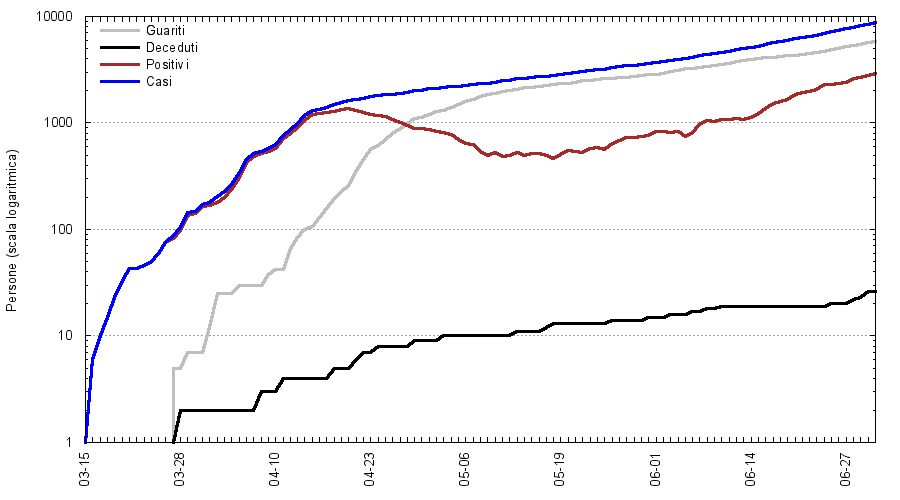 10000
1000
100
10
1
Persone (scala logaritmica)
Guariti
Deceduti
Positivi
Casi
03-15
03-28
04-10
04-23
05-06
05-19
06-01
06-14
06-27